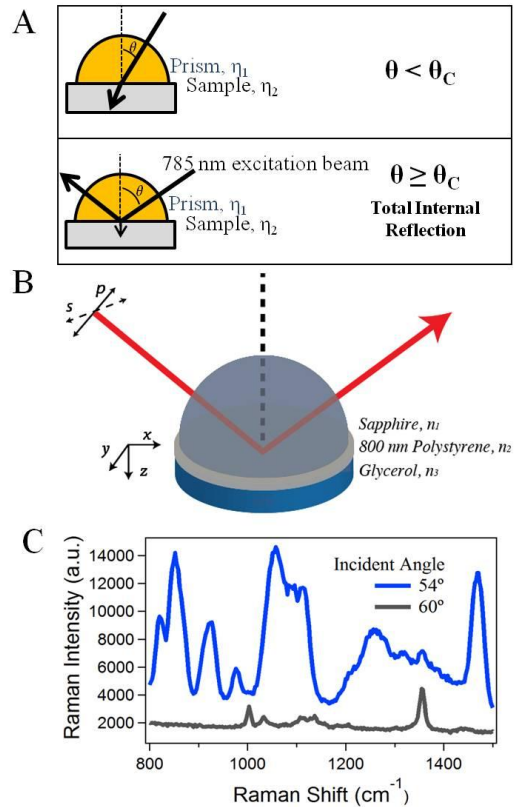 A
θ
Prism, η1
Sample, η2
θ < θC
785 nm excitation beam
θ
Prism, η1
Sample, η2
θ ≥ θC
Total Internal
Reflection
B
p
s
x
y
z
Sapphire, n1
800 nm Polystyrene, n2
Glycerol, n3
C
Raman Intensity (a.u.)
14000
12000
10000
8000
6000
4000
2000
Incident Angle
54º
60º
800
1000
1200
1400
Raman Shift (cm⁻¹)